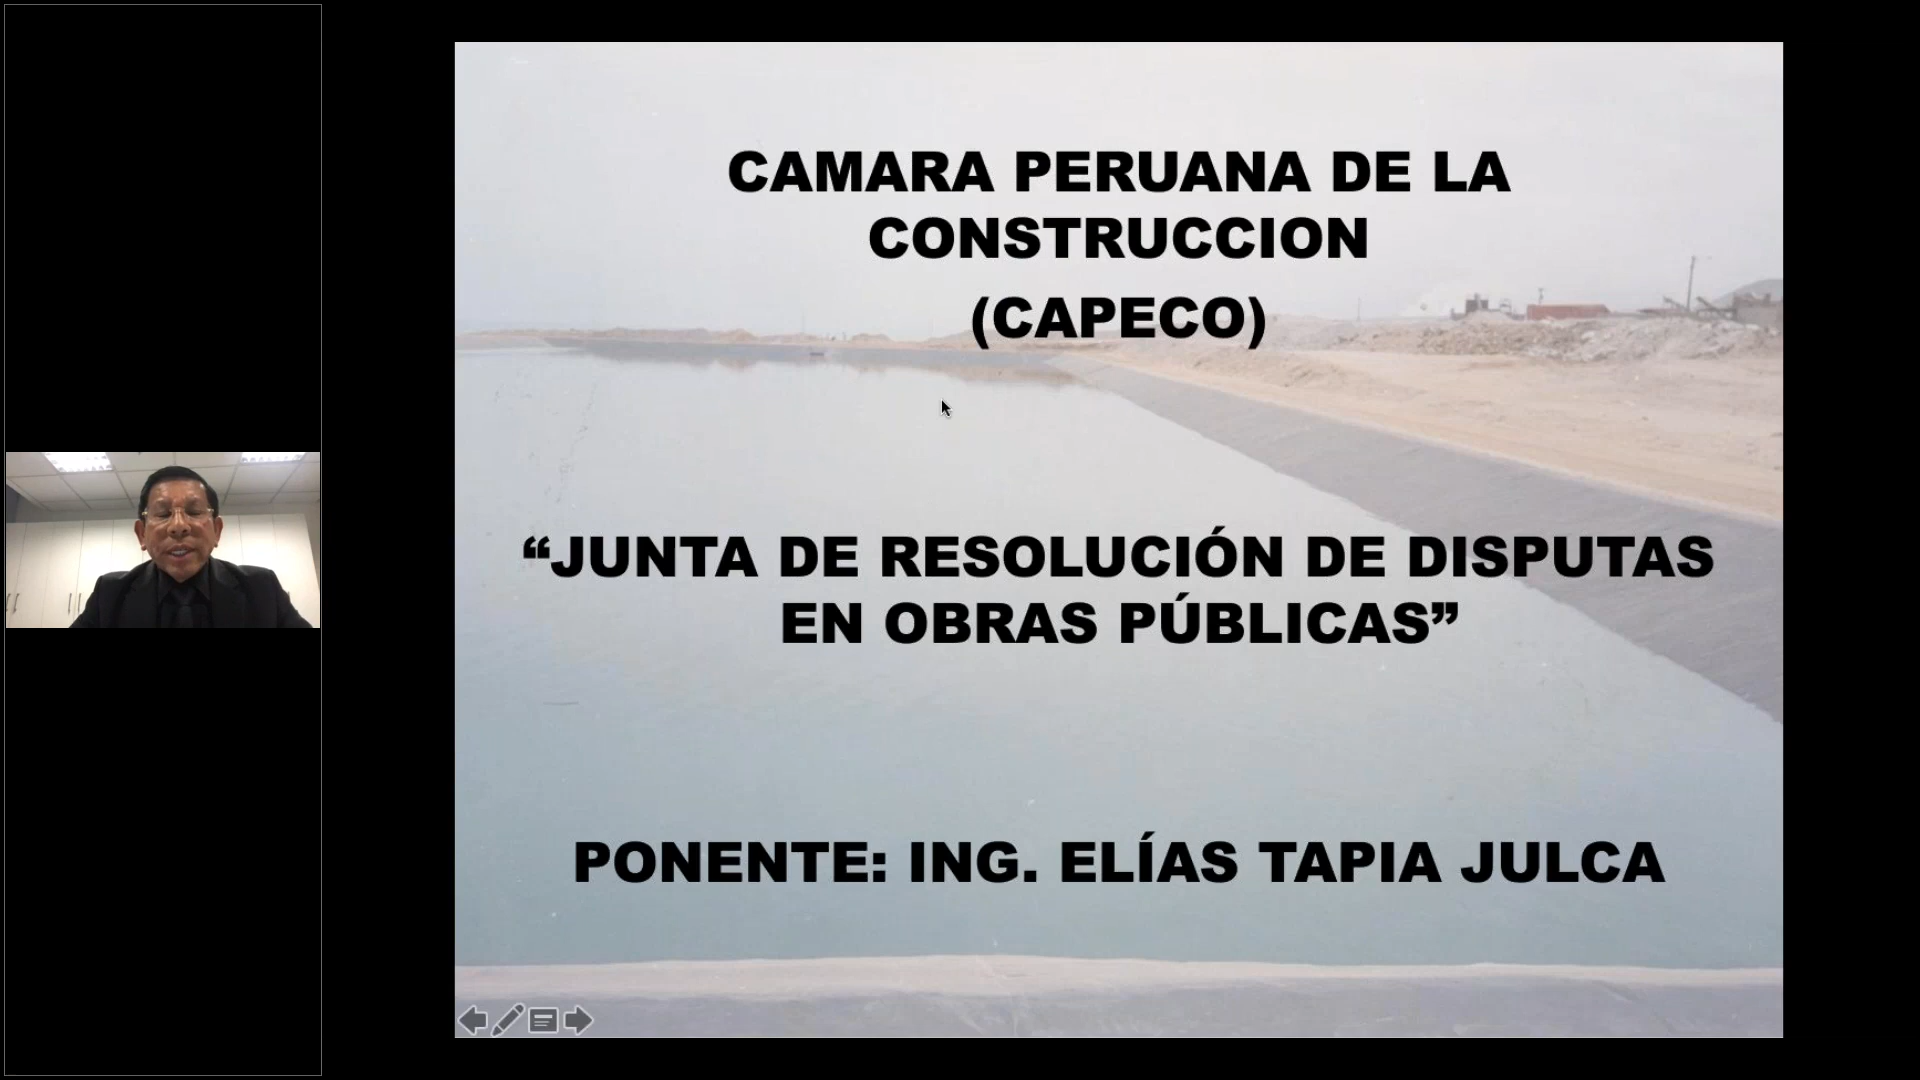 CAMARA PERUANA DE LA
CONSTRUCCION
(CAPECO)
“JUNTA DE RESOLUCIÓN DE DISPUTAS
EN OBRAS PÚBLICAS”
PONENTE: ING. ELÍAS TAPIA JULCA